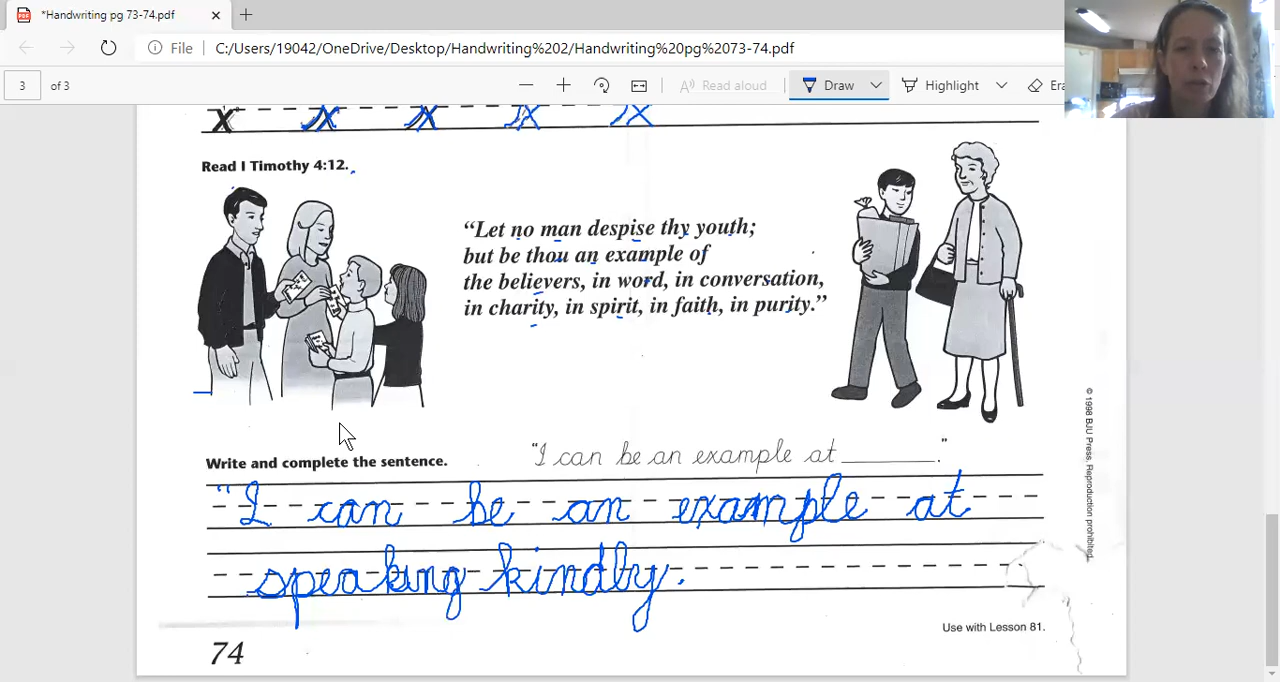 *Handwriting pg 73-74.pdf
File C:/Users/19042/OneDrive/Desktop/Handwriting%202/Handwriting%20pg%2073-74.pdf
3 of 3 Read aloud Draw Highlight Era
x x x x x
Read I Timothy 4:12.
“Let no man despise thy youth;
but be thou an example of
the believers, in word, in conversation,
in charity, in spirit, in faith, in purity.”
Write and complete the sentence.
"I can be an example at ________."
"I can be an example at
speaking kindly.
© 1998 BJU Press. Reproduction prohibited.
Use with Lesson 81.
74